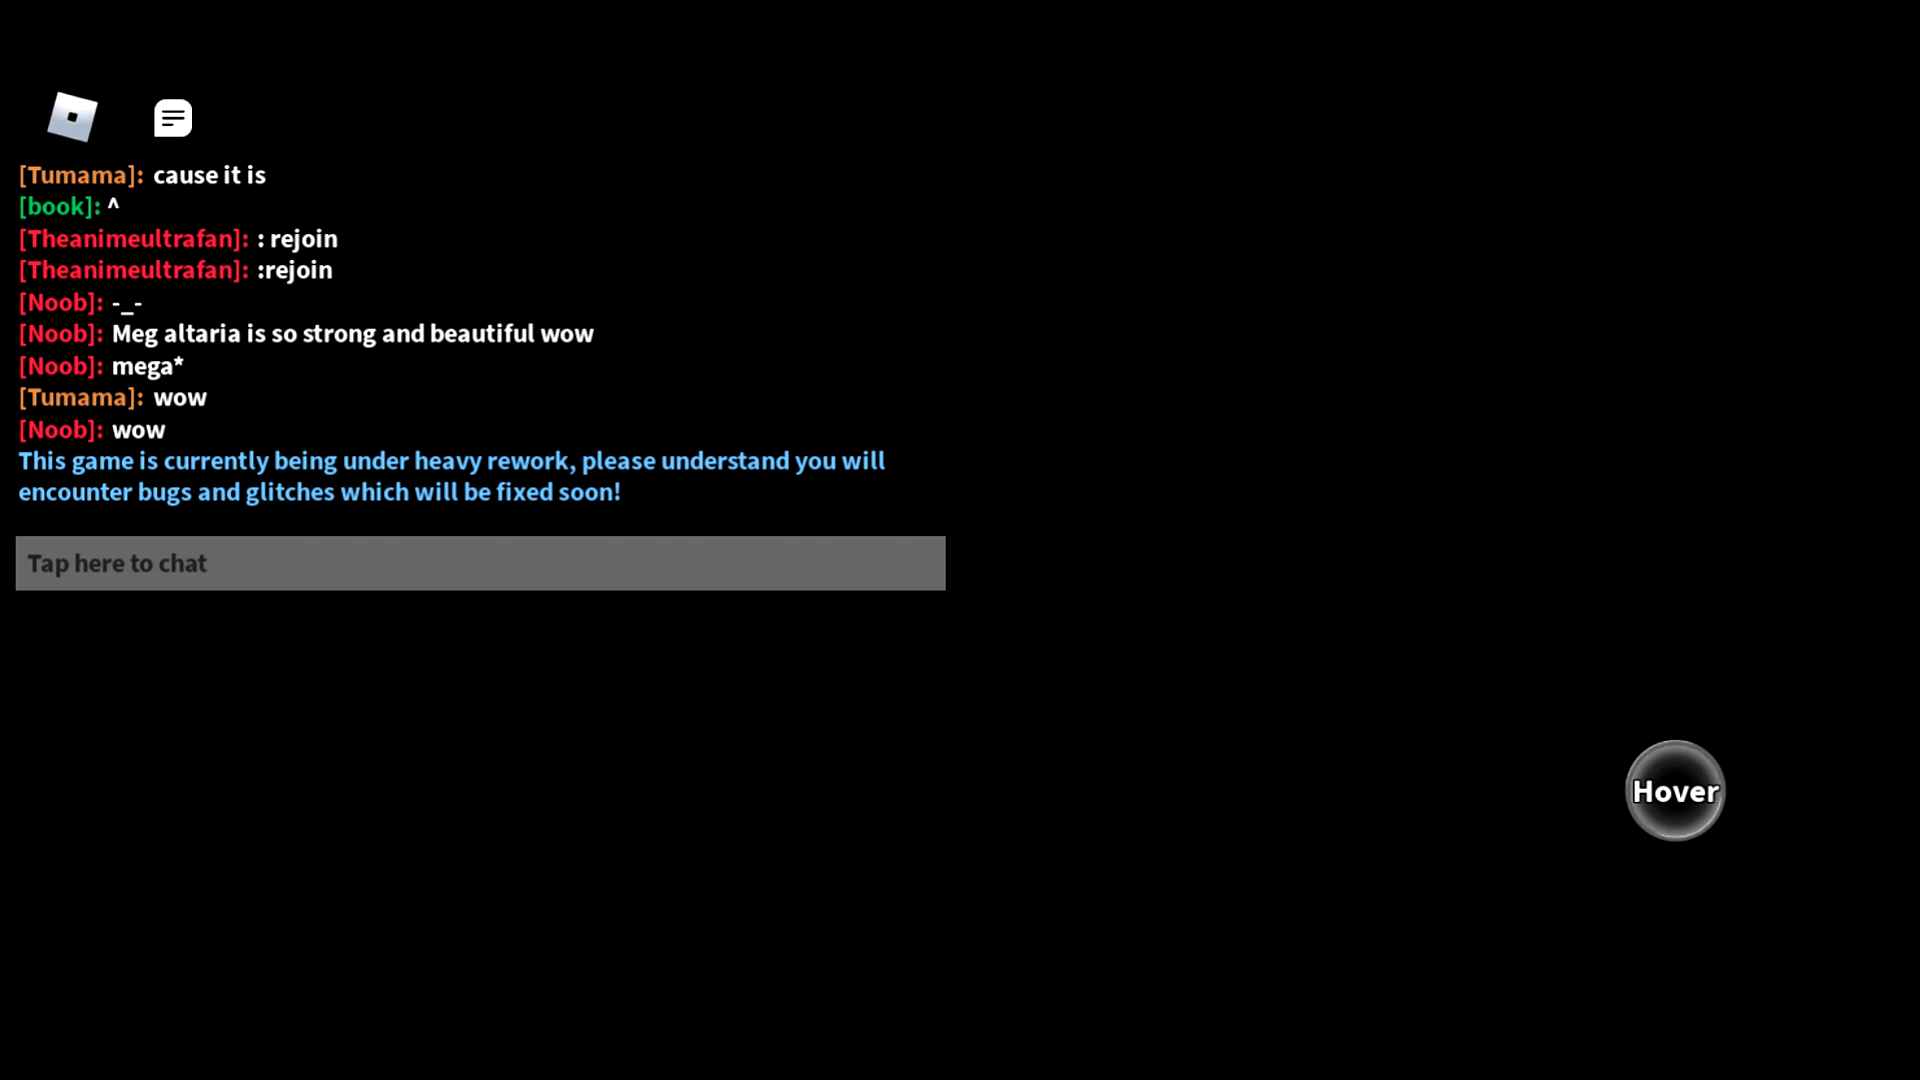 [Tumama]: cause it is
[book]: ^
[Theanimeultrafan]: : rejoin
[Theanimeultrafan]: :rejoin
[Noob]: -_-
[Noob]: Meg altaria is so strong and beautiful wow
[Noob]: mega*
[Tumama]: wow
[Noob]: wow
This game is currently being under heavy rework, please understand you will
encounter bugs and glitches which will be fixed soon!
Tap here to chat
Hover